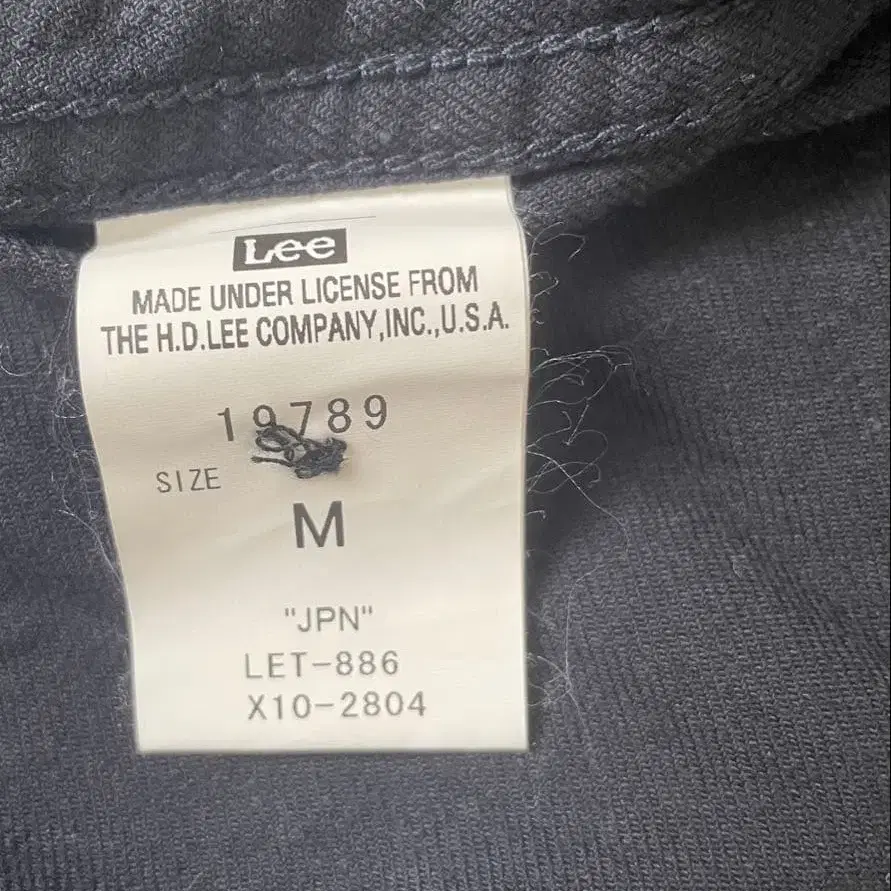 Lee
MADE UNDER LICENSE FROM
THE H.D.LEE COMPANY,INC.,U.S.A.
19789
SIZE
M
"JPN"
LET-886
X10-2804